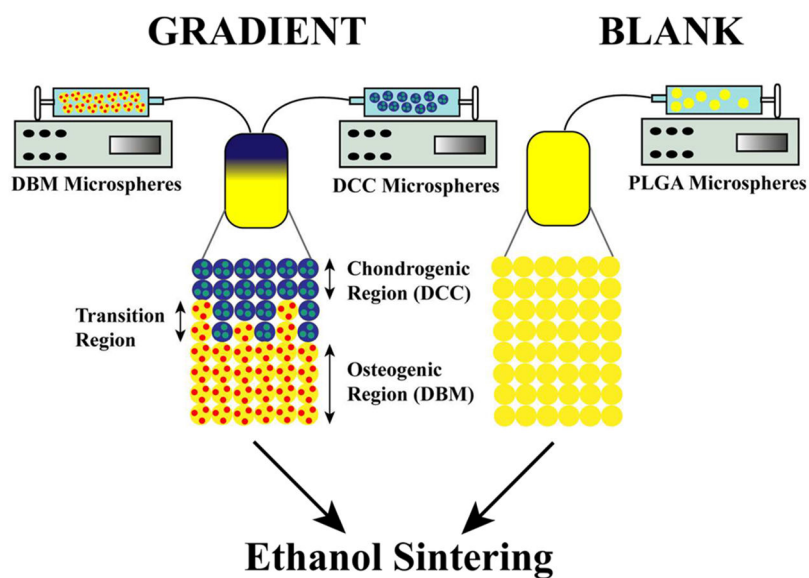 GRADIENT
BLANK
DBM Microspheres
DCC Microspheres
PLGA Microspheres
Chondrogenic
Region (DCC)
Transition
Region
Osteogenic
Region (DBM)
Ethanol Sintering